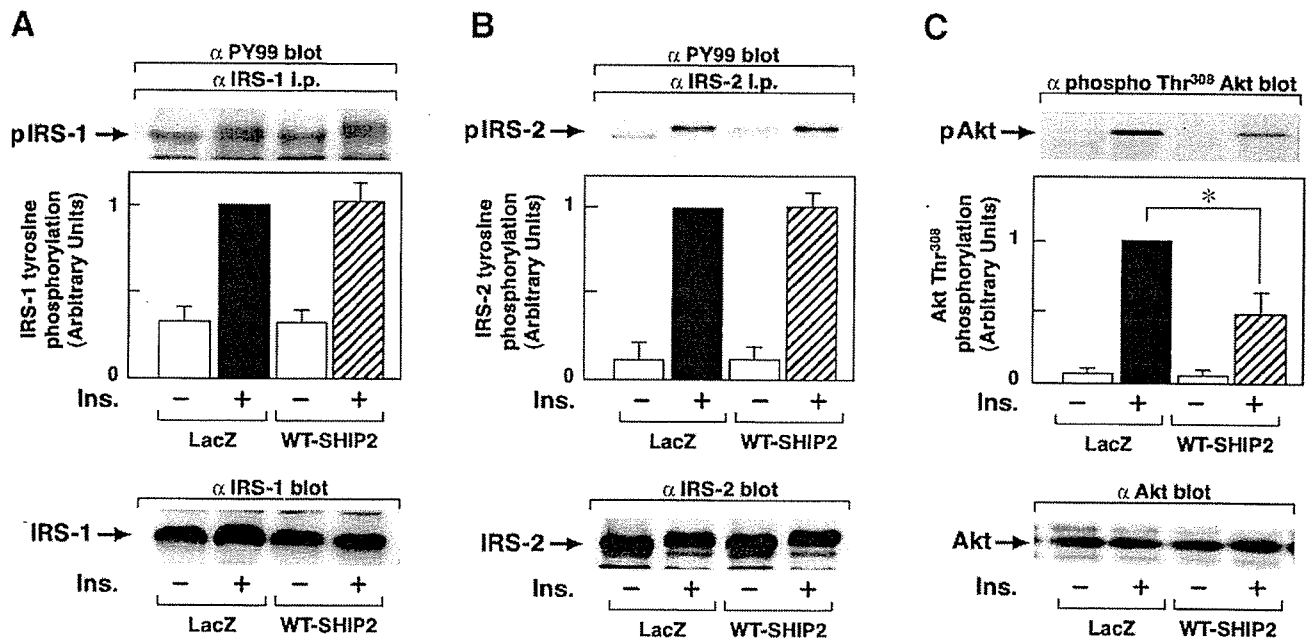 A
α PY99 blot
α IRS-1 i.p.
pIRS-1
IRS-1 tyrosine
phosphorylation
(Arbitrary Units)
1
0
Ins. − + − +
LacZ WT-SHIP2
α IRS-1 blot
IRS-1
Ins. − + − +
LacZ WT-SHIP2
B
α PY99 blot
α IRS-2 i.p.
pIRS-2
IRS-2 tyrosine
phosphorylation
(Arbitrary Units)
1
0
Ins. − + − +
LacZ WT-SHIP2
α IRS-2 blot
IRS-2
Ins. − + − +
LacZ WT-SHIP2
C
α phospho Thr³⁰⁸ Akt blot
pAkt
Akt Thr³⁰⁸
phosphorylation
(Arbitrary Units)
*
1
0
Ins. − + − +
LacZ WT-SHIP2
α Akt blot
Akt
Ins. − + − +
LacZ WT-SHIP2